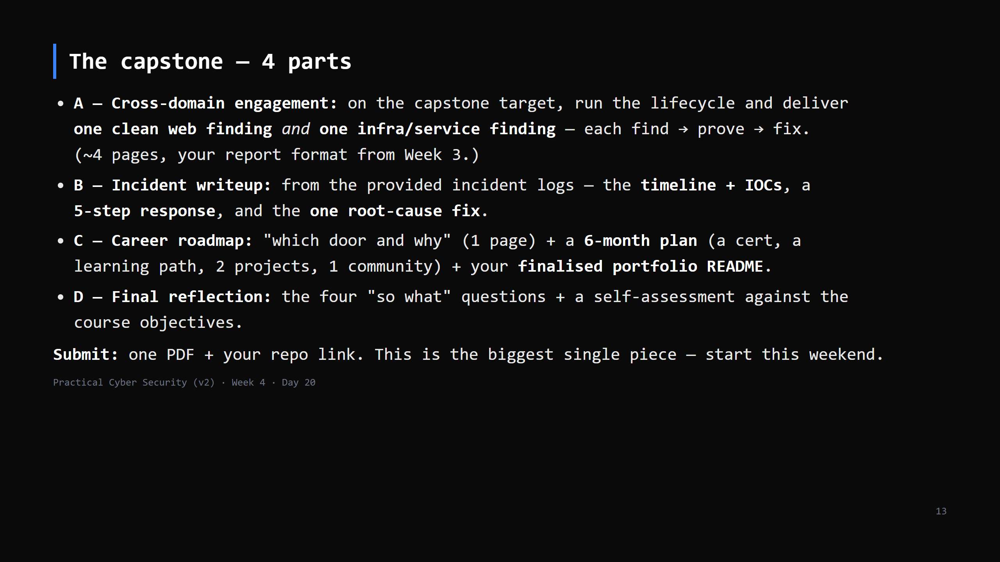 The capstone — 4 parts
• A — Cross-domain engagement: on the capstone target, run the lifecycle and deliver
one clean web finding and one infra/service finding — each find → prove → fix.
(~4 pages, your report format from Week 3.)
• B — Incident writeup: from the provided incident logs — the timeline + IOCs, a
5-step response, and the one root-cause fix.
• C — Career roadmap: "which door and why" (1 page) + a 6-month plan (a cert, a
learning path, 2 projects, 1 community) + your finalised portfolio README.
• D — Final reflection: the four "so what" questions + a self-assessment against the
course objectives.
Submit: one PDF + your repo link. This is the biggest single piece — start this weekend.
Practical Cyber Security (v2) · Week 4 · Day 20
13